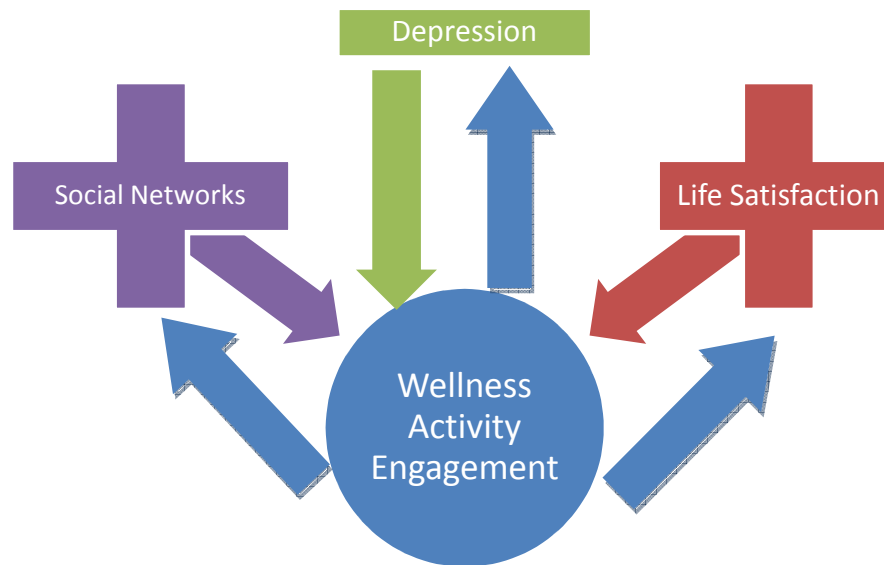 Depression
Social Networks
Life Satisfaction
Wellness
Activity
Engagement